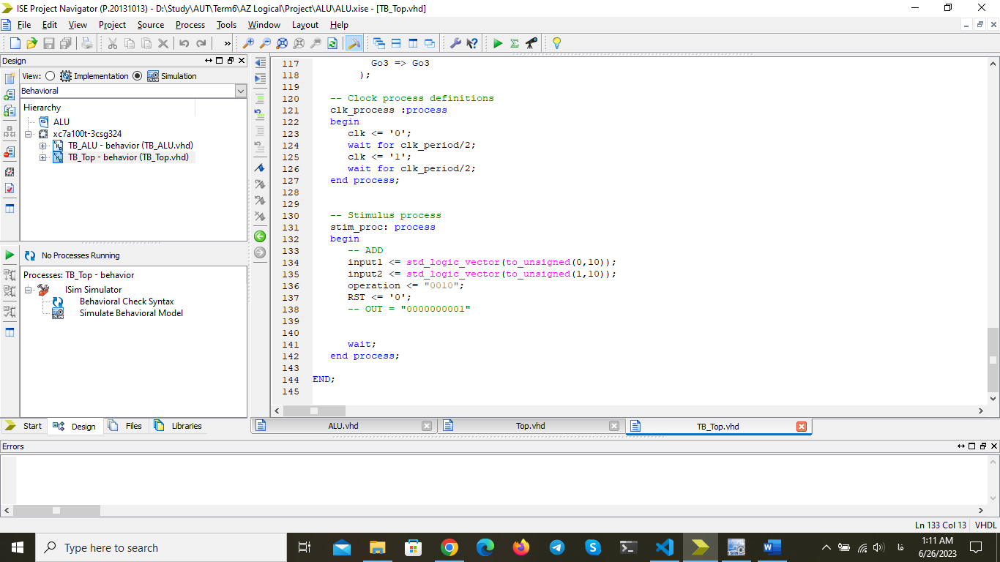 ISE Project Navigator (P.20131013) - D:\Study\AUT\Term6\AZ Logical\Project\ALU\ALU.xise - [TB_Top.vhd]
File Edit View Project Source Process Tools Window Layout Help
»
Design
View: Implementation Simulation
Behavioral
Hierarchy
ALU
xc7a100t-3csg324
TB_ALU - behavior (TB_ALU.vhd)
TB_Top - behavior (TB_Top.vhd)
No Processes Running
Processes: TB_Top - behavior
ISim Simulator
Behavioral Check Syntax
Simulate Behavioral Model
Start Design Files Libraries
117 Go3 => Go3
118 );
119
120 -- Clock process definitions
121 clk_process :process
122 begin
123 clk <= '0';
124 wait for clk_period/2;
125 clk <= '1';
126 wait for clk_period/2;
127 end process;
128
129
130 -- Stimulus process
131 stim_proc: process
132 begin
133 -- ADD
134 input1 <= std_logic_vector(to_unsigned(0,10));
135 input2 <= std_logic_vector(to_unsigned(1,10));
136 operation <= "0010";
137 RST <= '0';
138 -- OUT = "0000000001"
139
140
141 wait;
142 end process;
143
144 END;
145
ALU.vhd Top.vhd TB_Top.vhd
Errors
Ln 133 Col 13 VHDL
Type here to search
فا
1:11 AM
6/26/2023